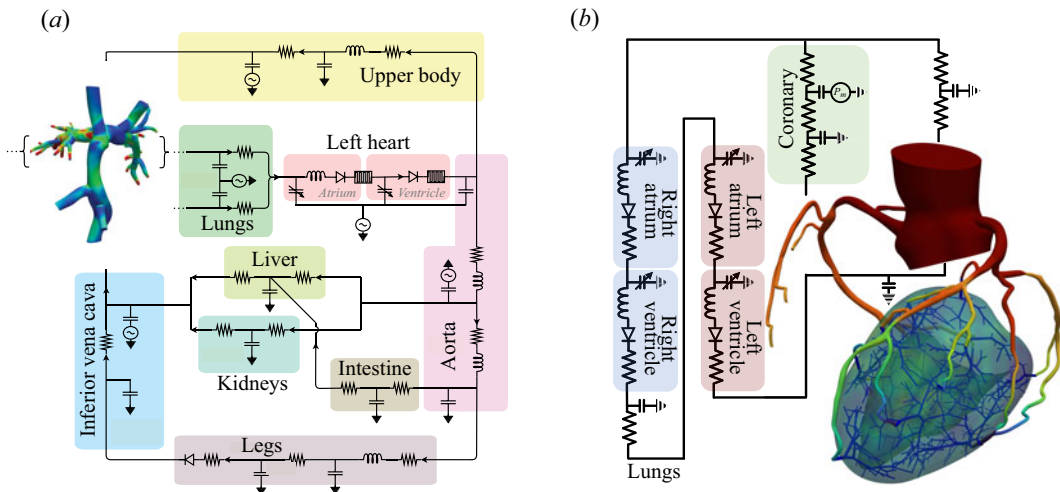 (a)
Upper body
Left heart
Atrium
Ventricle
Lungs
Liver
Kidneys
Intestine
Aorta
Inferior vena cava
Legs
(b)
Coronary
P_m
Right
atrium
Left
atrium
Right
ventricle
Left
ventricle
Lungs